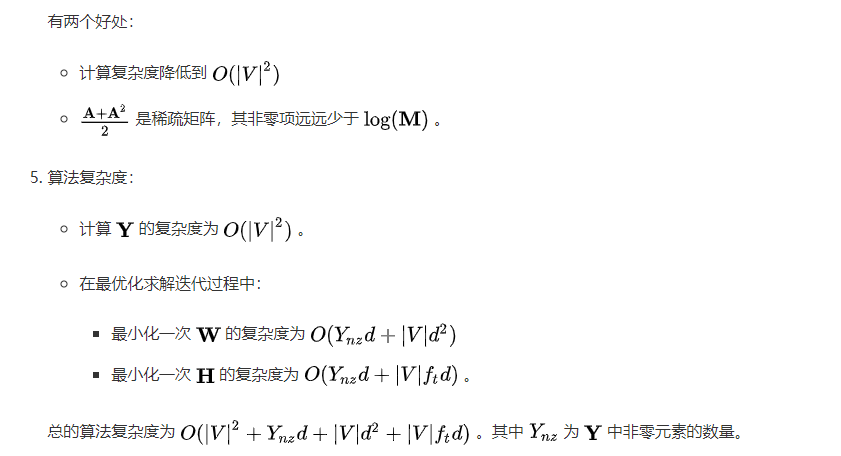 有两个好处：
○ 计算复杂度降低到 $O(|V|^2)$
○ $\frac{\mathbf{A}+\mathbf{A}^2}{2}$ 是稀疏矩阵，其非零项远远少于 $\log(\mathbf{M})$ 。
5. 算法复杂度：
○ 计算 $\mathbf{Y}$ 的复杂度为 $O(|V|^2)$ 。
○ 在最优化求解迭代过程中：
▪ 最小化一次 $\mathbf{W}$ 的复杂度为 $O(Y_{nz}d+|V|d^2)$
▪ 最小化一次 $\mathbf{H}$ 的复杂度为 $O(Y_{nz}d+|V|f_td)$ 。
总的算法复杂度为 $O(|V|^2+Y_{nz}d+|V|d^2+|V|f_td)$ 。其中 $Y_{nz}$ 为 $\mathbf{Y}$ 中非零元素的数量。